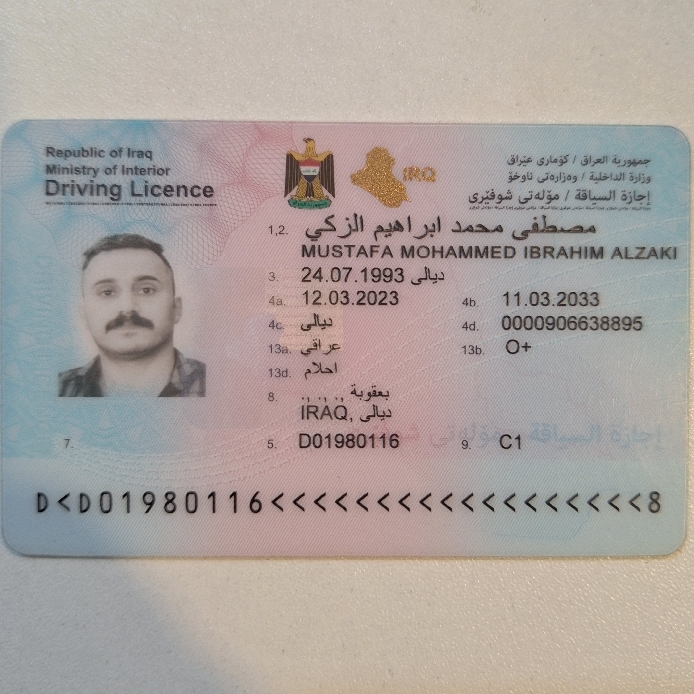 Republic of Iraq
Ministry of Interior
Driving Licence
IRQ
جمهورية العراق / كۆماری عێراق
وزارة الداخلية / وەزارەتی ناوخۆ
إجازة السياقة / مۆڵەتی شوفێری
1,2. مصطفى محمد ابراهيم الزكي
MUSTAFA MOHAMMED IBRAHIM ALZAKI
3. 24.07.1993 ديالى
4a. 12.03.2023 4b. 11.03.2033
4c. ديالى 4d. 0000906638895
13a. عراقي 13b. O+
13d. احلام
8. بعقوبة , , , ,
IRAQ, ديالى
إجازة السياقة مۆڵەتی شوفێری
7. 5. D01980116 9. C1
D<D01980116<<<<<<<<<<<<<<<<<<<8